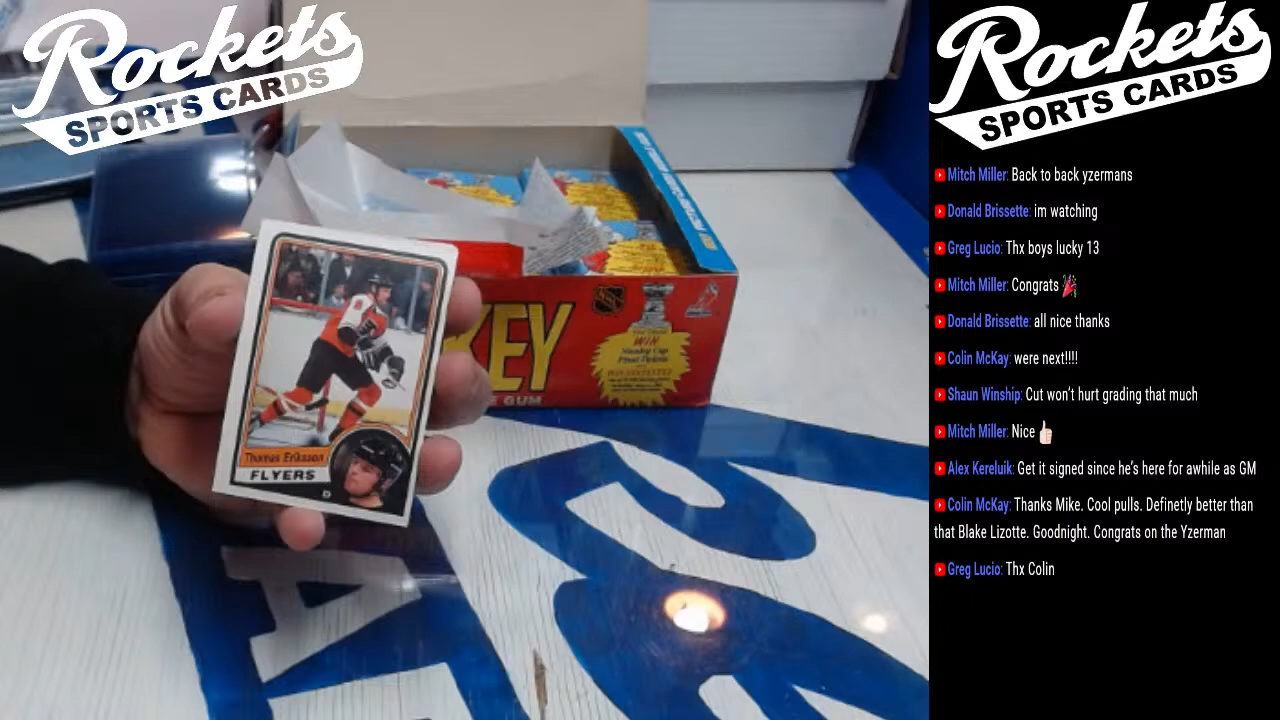 Rockets
SPORTS CARDS
Rockets
SPORTS CARDS
Mitch Miller: Back to back yzermans
Donald Brissette: im watching
Greg Lucio: Thx boys lucky 13
Mitch Miller: Congrats 🎉
Donald Brissette: all nice thanks
Colin McKay: were next!!!!
Shaun Winship: Cut won't hurt grading that much
Mitch Miller: Nice 👍🏻
Alex Kereluik: Get it signed since he's here for awhile as GM
Colin McKay: Thanks Mike. Cool pulls. Definetly better than
that Blake Lizotte. Goodnight. Congrats on the Yzerman
Greg Lucio: Thx Colin
KEY
WIN
Stanley Cup
E GUM
Thomas Eriksson
FLYERS
D